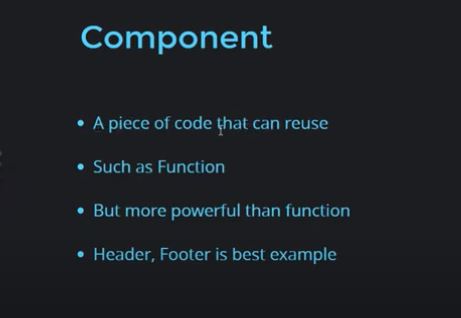 Component
• A piece of code that can reuse
• Such as Function
• But more powerful than function
• Header, Footer is best example